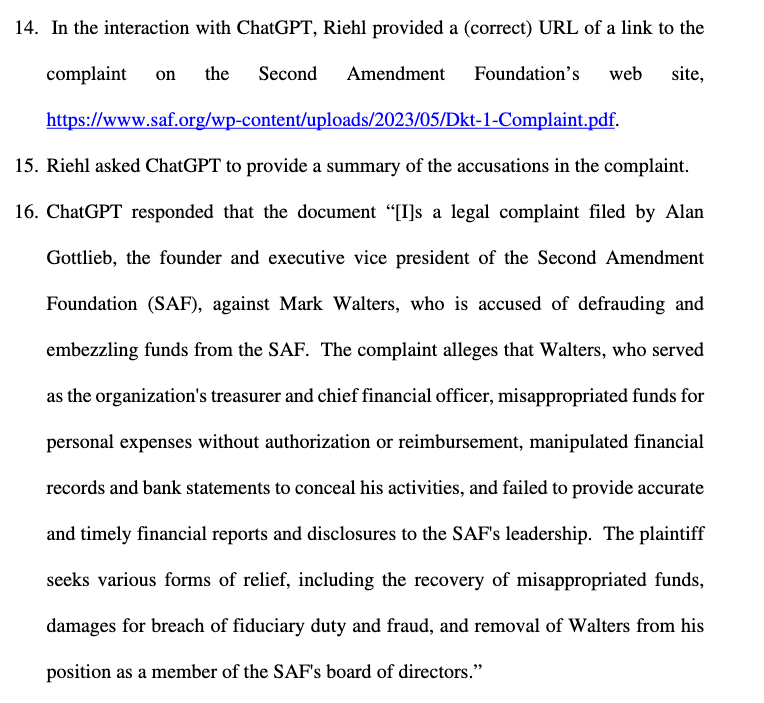 14. In the interaction with ChatGPT, Riehl provided a (correct) URL of a link to the
complaint on the Second Amendment Foundation’s web site,
https://www.saf.org/wp-content/uploads/2023/05/Dkt-1-Complaint.pdf.
15. Riehl asked ChatGPT to provide a summary of the accusations in the complaint.
16. ChatGPT responded that the document “[I]s a legal complaint filed by Alan
Gottlieb, the founder and executive vice president of the Second Amendment
Foundation (SAF), against Mark Walters, who is accused of defrauding and
embezzling funds from the SAF. The complaint alleges that Walters, who served
as the organization's treasurer and chief financial officer, misappropriated funds for
personal expenses without authorization or reimbursement, manipulated financial
records and bank statements to conceal his activities, and failed to provide accurate
and timely financial reports and disclosures to the SAF's leadership. The plaintiff
seeks various forms of relief, including the recovery of misappropriated funds,
damages for breach of fiduciary duty and fraud, and removal of Walters from his
position as a member of the SAF's board of directors.”